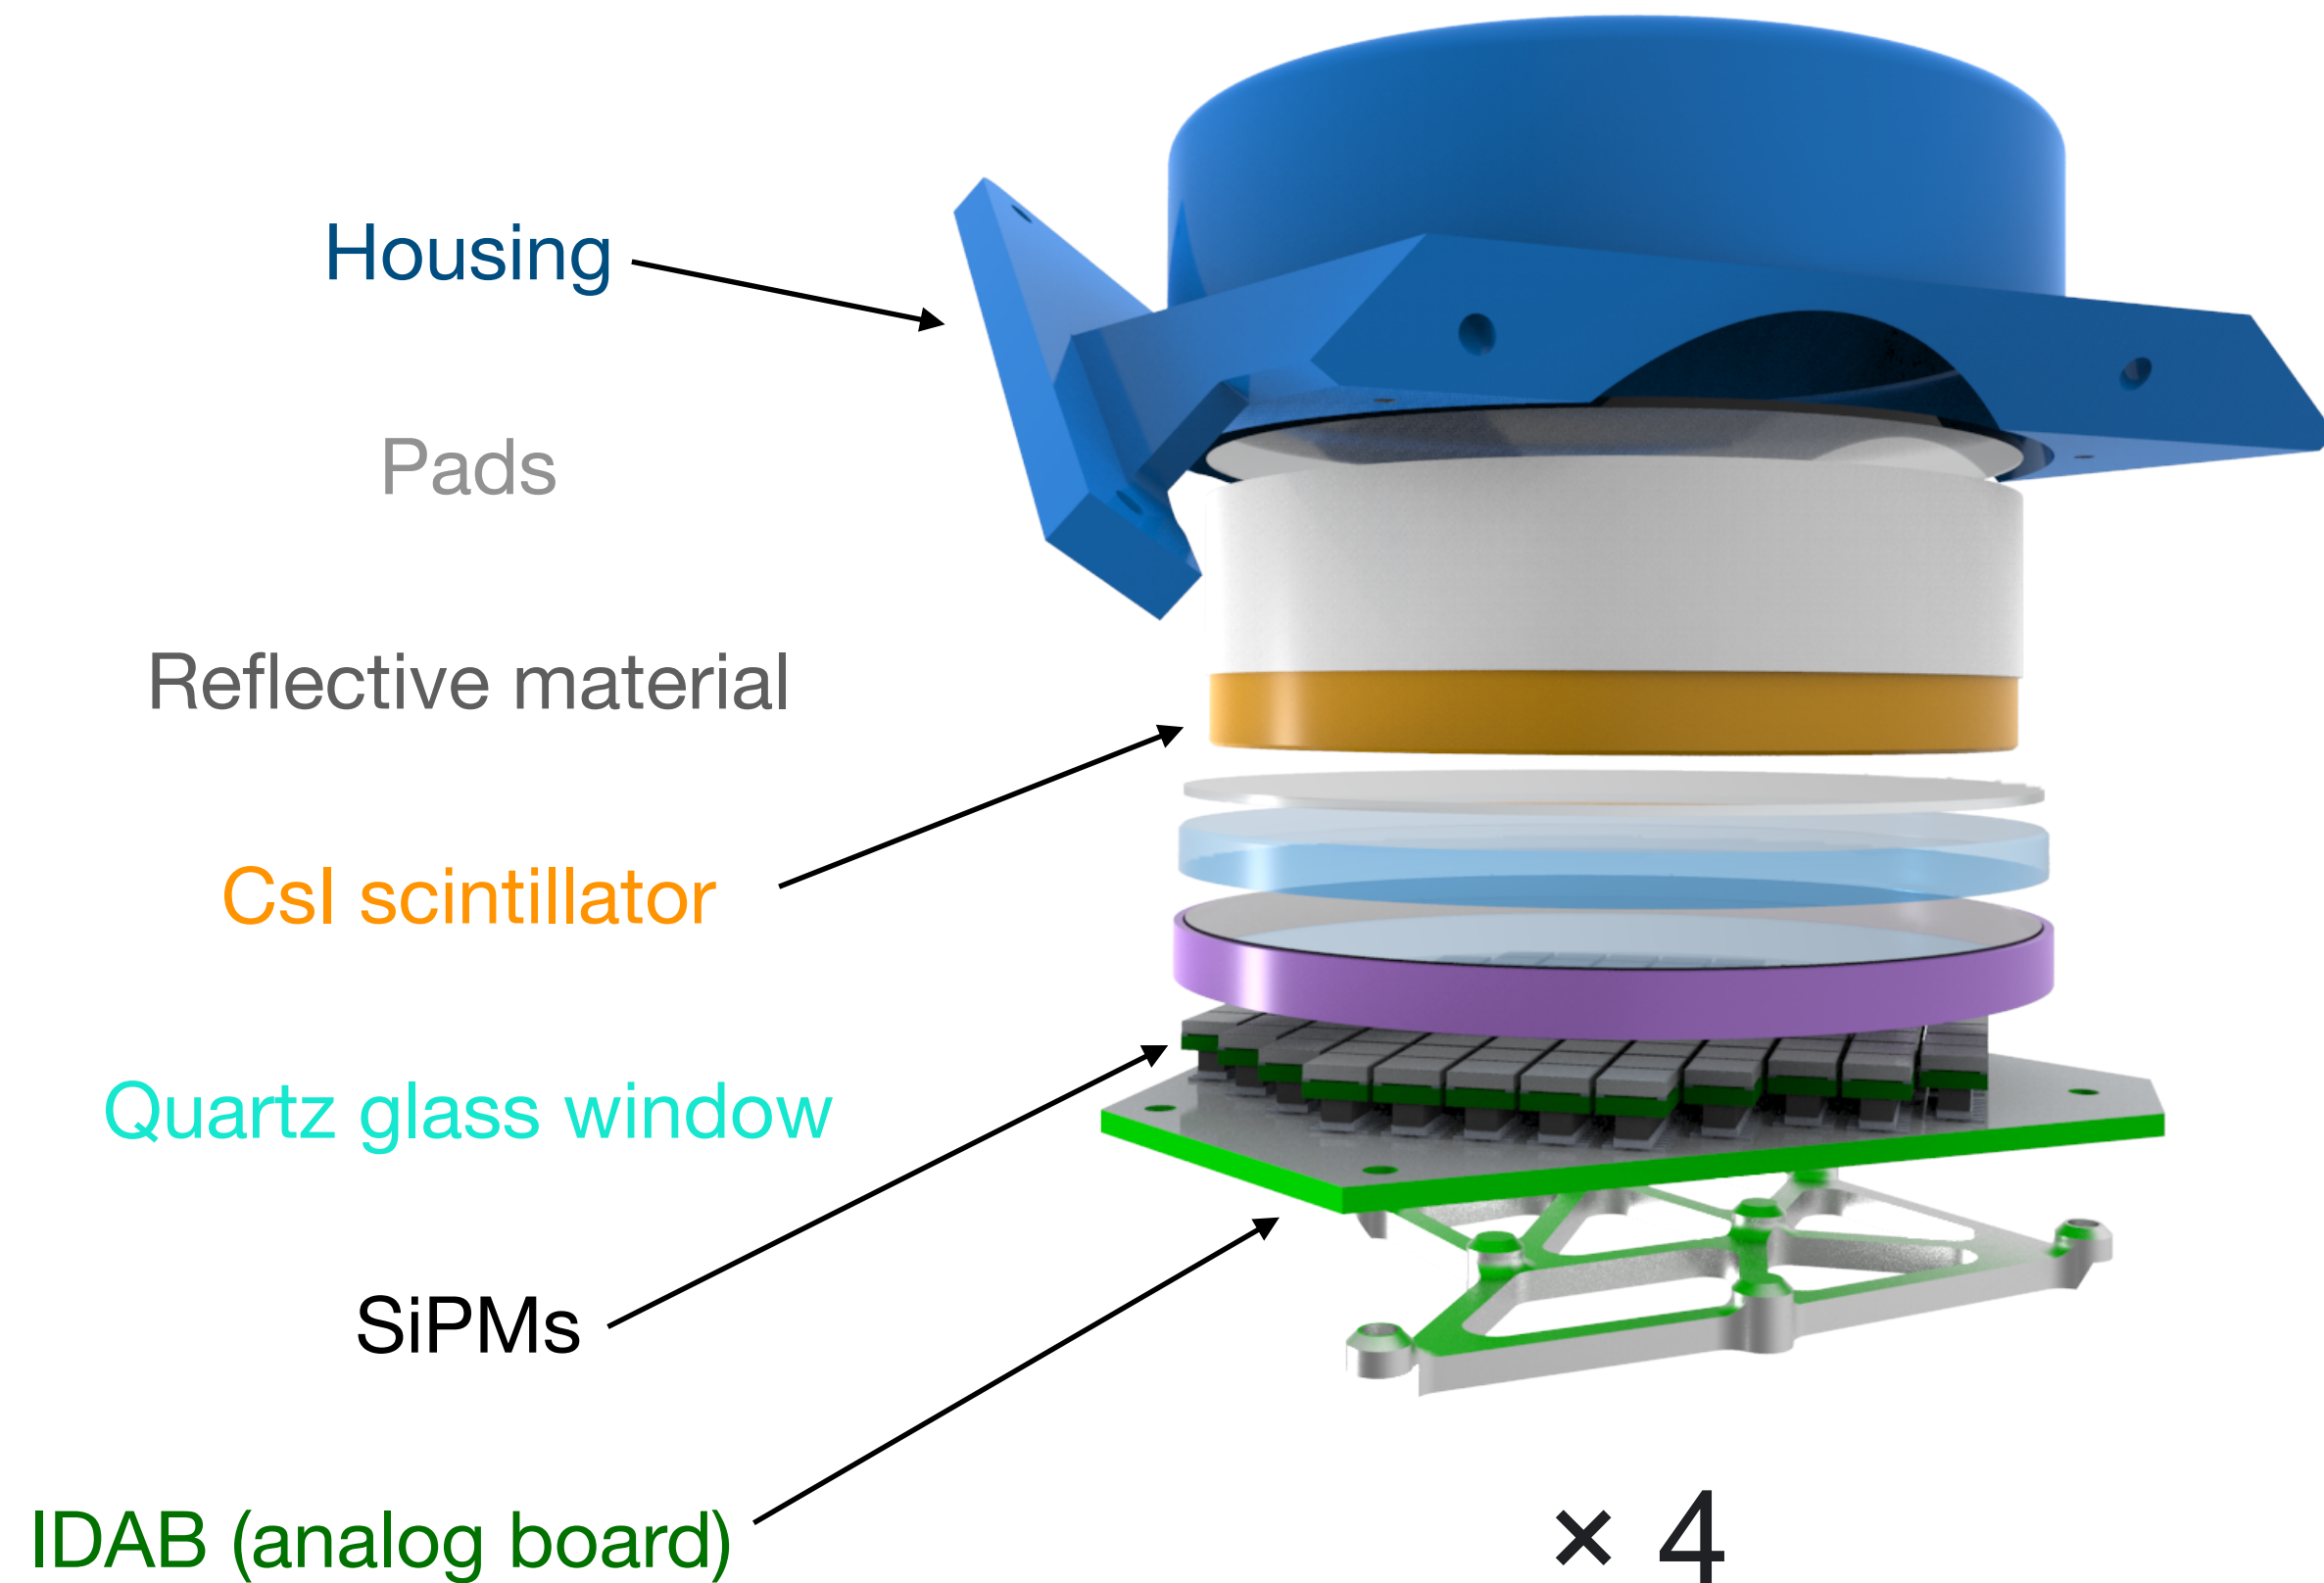 Housing
Pads
Reflective material
CsI scintillator
Quartz glass window
SiPMs
IDAB (analog board)
× 4